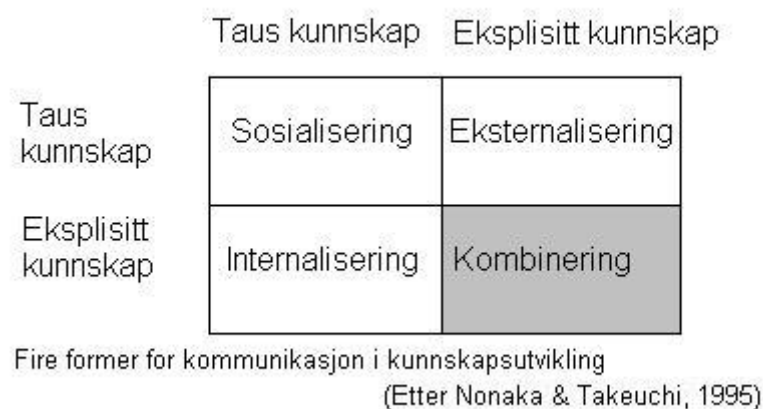 Taus kunnskap Eksplisitt kunnskap
Taus
kunnskap
Sosialisering Eksternalisering
Eksplisitt
kunnskap
Internalisering Kombinering
Fire former for kommunikasjon i kunnskapsutvikling
(Etter Nonaka & Takeuchi, 1995)